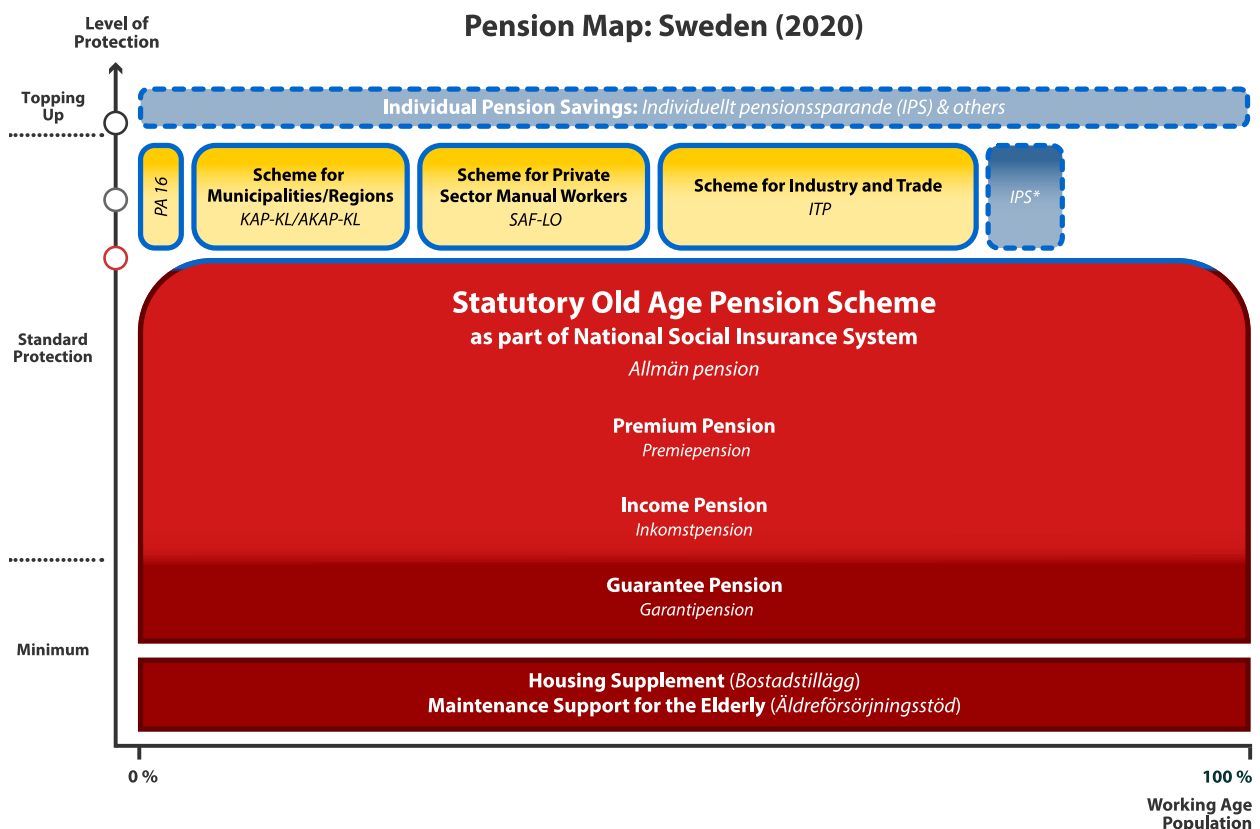 Pension Map: Sweden (2020)
Level of
Protection
Topping
Up
Individual Pension Savings: Individuellt pensionssparande (IPS) & others
PA 16
Scheme for
Municipalities/Regions
KAP-KL/AKAP-KL
Scheme for Private
Sector Manual Workers
SAF-LO
Scheme for Industry and Trade
ITP
IPS*
Standard
Protection
Statutory Old Age Pension Scheme
as part of National Social Insurance System
Allmän pension
Premium Pension
Premiepension
Income Pension
Inkomstpension
Guarantee Pension
Garantipension
Minimum
Housing Supplement (Bostadstillägg)
Maintenance Support for the Elderly (Äldreförsörjningsstöd)
0 %
100 %
Working Age
Population